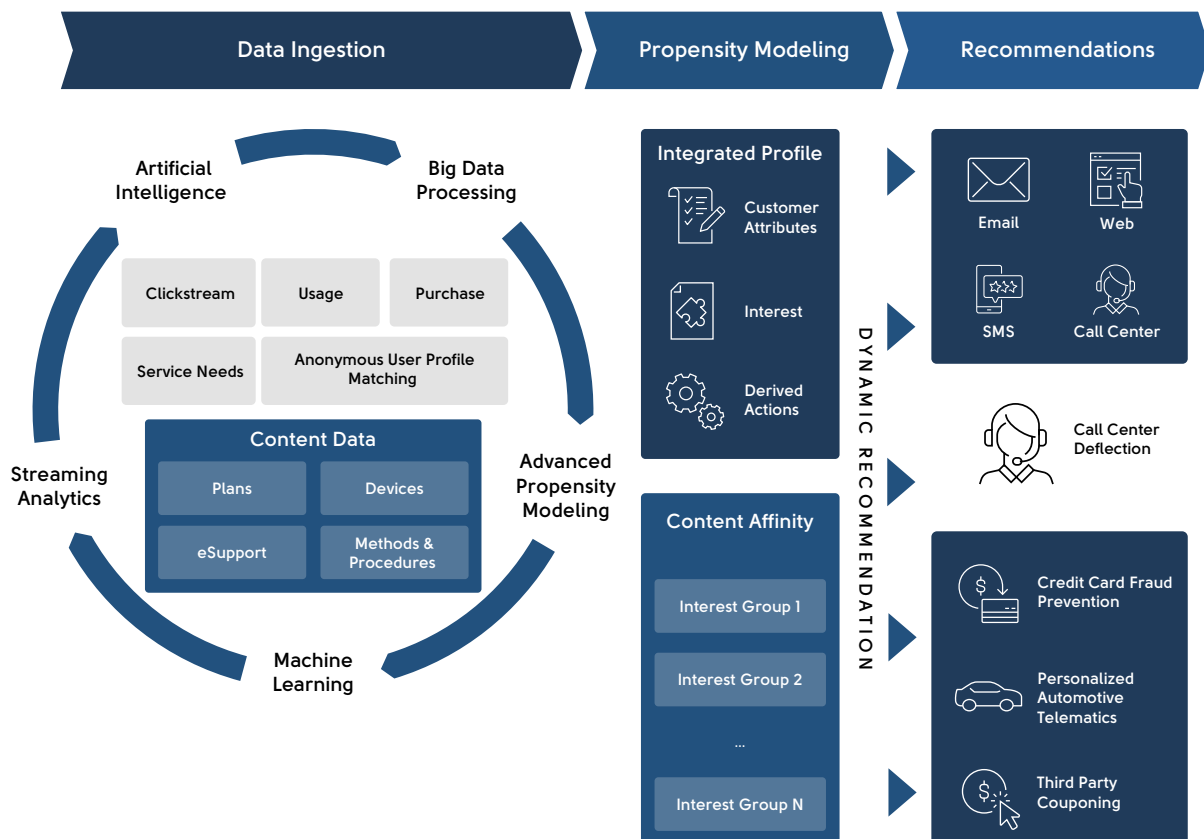 Data Ingestion
Propensity Modeling
Recommendations
Artificial
Intelligence
Big Data
Processing
Clickstream
Usage
Purchase
Service Needs
Anonymous User Profile
Matching
Content Data
Plans
Devices
eSupport
Methods &
Procedures
Streaming
Analytics
Advanced
Propensity
Modeling
Machine
Learning
Integrated Profile
Customer
Attributes
Interest
Derived
Actions
Content Affinity
Interest Group 1
Interest Group 2
...
Interest Group N
DYNAMIC RECOMMENDATION
Email
Web
SMS
Call Center
Call Center
Deflection
$
Credit Card Fraud
Prevention
Personalized
Automotive
Telematics
$
Third Party
Couponing